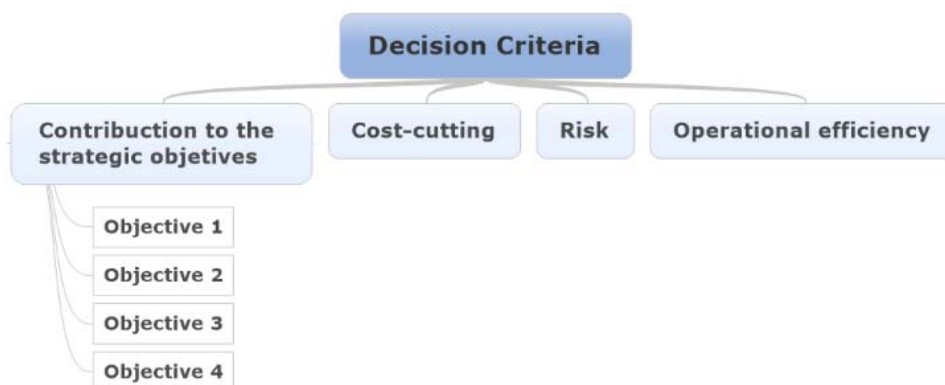 Decision Criteria
Contribuction to the
strategic objetives
Cost-cutting
Risk
Operational efficiency
Objective 1
Objective 2
Objective 3
Objective 4